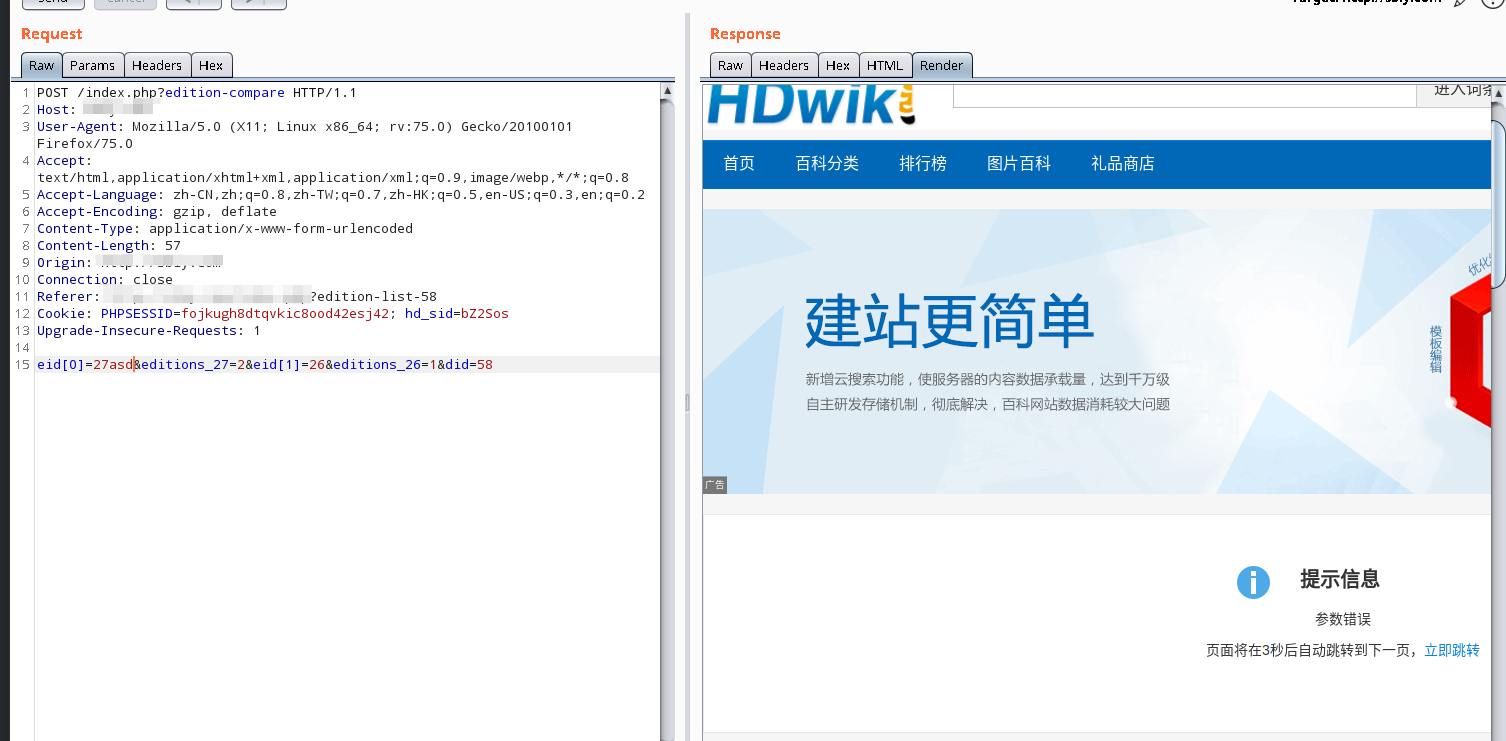 Request
Raw Params Headers Hex
1 POST /index.php?edition-compare HTTP/1.1
2 Host:
3 User-Agent: Mozilla/5.0 (X11; Linux x86_64; rv:75.0) Gecko/20100101
Firefox/75.0
4 Accept:
text/html,application/xhtml+xml,application/xml;q=0.9,image/webp,*/*;q=0.8
5 Accept-Language: zh-CN,zh;q=0.8,zh-TW;q=0.7,zh-HK;q=0.5,en-US;q=0.3,en;q=0.2
6 Accept-Encoding: gzip, deflate
7 Content-Type: application/x-www-form-urlencoded
8 Content-Length: 57
9 Origin:
10 Connection: close
11 Referer: ?edition-list-58
12 Cookie: PHPSESSID=fojkugh8dtqvkic8ood42esj42; hd_sid=bZ2Sos
13 Upgrade-Insecure-Requests: 1
14
15 eid[0]=27asd&editions_27=2&eid[1]=26&editions_26=1&did=58
Response
Raw Headers Hex HTML Render
HDwiki
进入词条
首页 百科分类 排行榜 图片百科 礼品商店
建站更简单
新增云搜索功能，使服务器的内容数据承载量，达到千万级
自主研发存储机制，彻底解决，百科网站数据消耗较大问题
模板编辑
广告
提示信息
参数错误
页面将在3秒后自动跳转到下一页，立即跳转